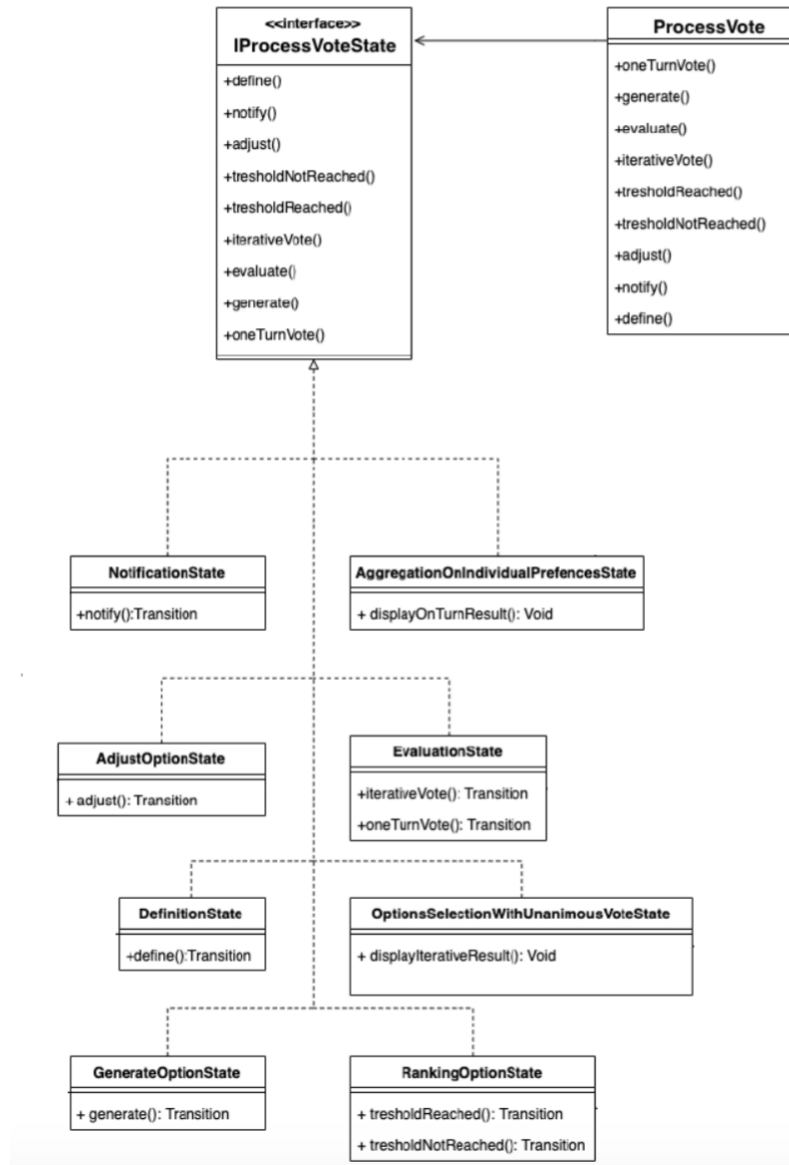 <<interface>>
IProcessVoteState
+define()
+notify()
+adjust()
+tresholdNotReached()
+tresholdReached()
+iterativeVote()
+evaluate()
+generate()
+oneTurnVote()
ProcessVote
+oneTurnVote()
+generate()
+evaluate()
+iterativeVote()
+tresholdReached()
+tresholdNotReached()
+adjust()
+notify()
+define()
NotificationState
+notify():Transition
AggregationOnIndividualPrefencesState
+ displayOnTurnResult(): Void
AdjustOptionState
+ adjust(): Transition
EvaluationState
+iterativeVote(): Transition
+oneTurnVote(): Transition
DefinitionState
+define():Transition
OptionsSelectionWithUnanimousVoteState
+ displayIterativeResult(): Void
GenerateOptionState
+ generate(): Transition
RankingOptionState
+ tresholdReached(): Transition
+ tresholdNotReached(): Transition